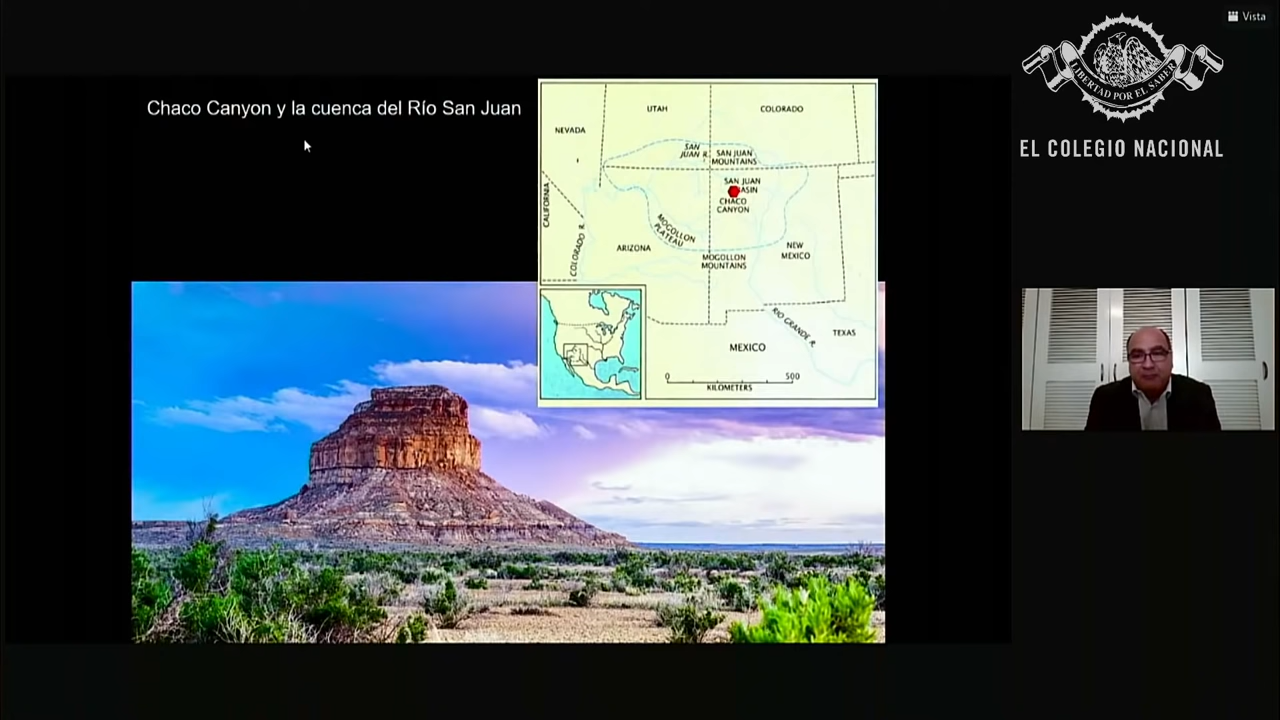 Vista
LIBERTAD POR EL SABER
EL COLEGIO NACIONAL
Chaco Canyon y la cuenca del Río San Juan
UTAH
COLORADO
NEVADA
SAN
JUAN R.
SAN JUAN
MOUNTAINS
SAN JUAN
CHACO
CANYON
CALIFORNIA
COLORADO R.
MOGOLLON
PLATEAU
ARIZONA
MOGOLLON
MOUNTAINS
NEW
MEXICO
RIO GRANDE R.
TEXAS
MEXICO
0 500
KILOMETERS